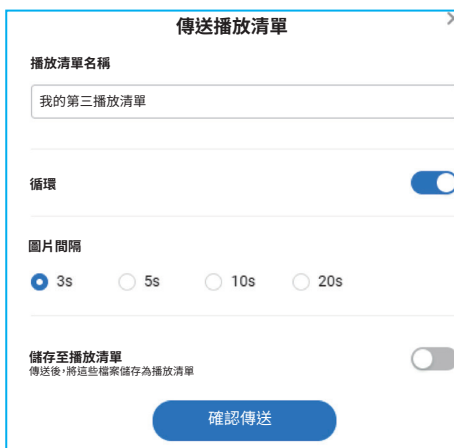 傳送播放清單
播放清單名稱
我的第三播放清單
循環
圖片間隔
3s 5s 10s 20s
儲存至播放清單
傳送後,將這些檔案儲存為播放清單
確認傳送